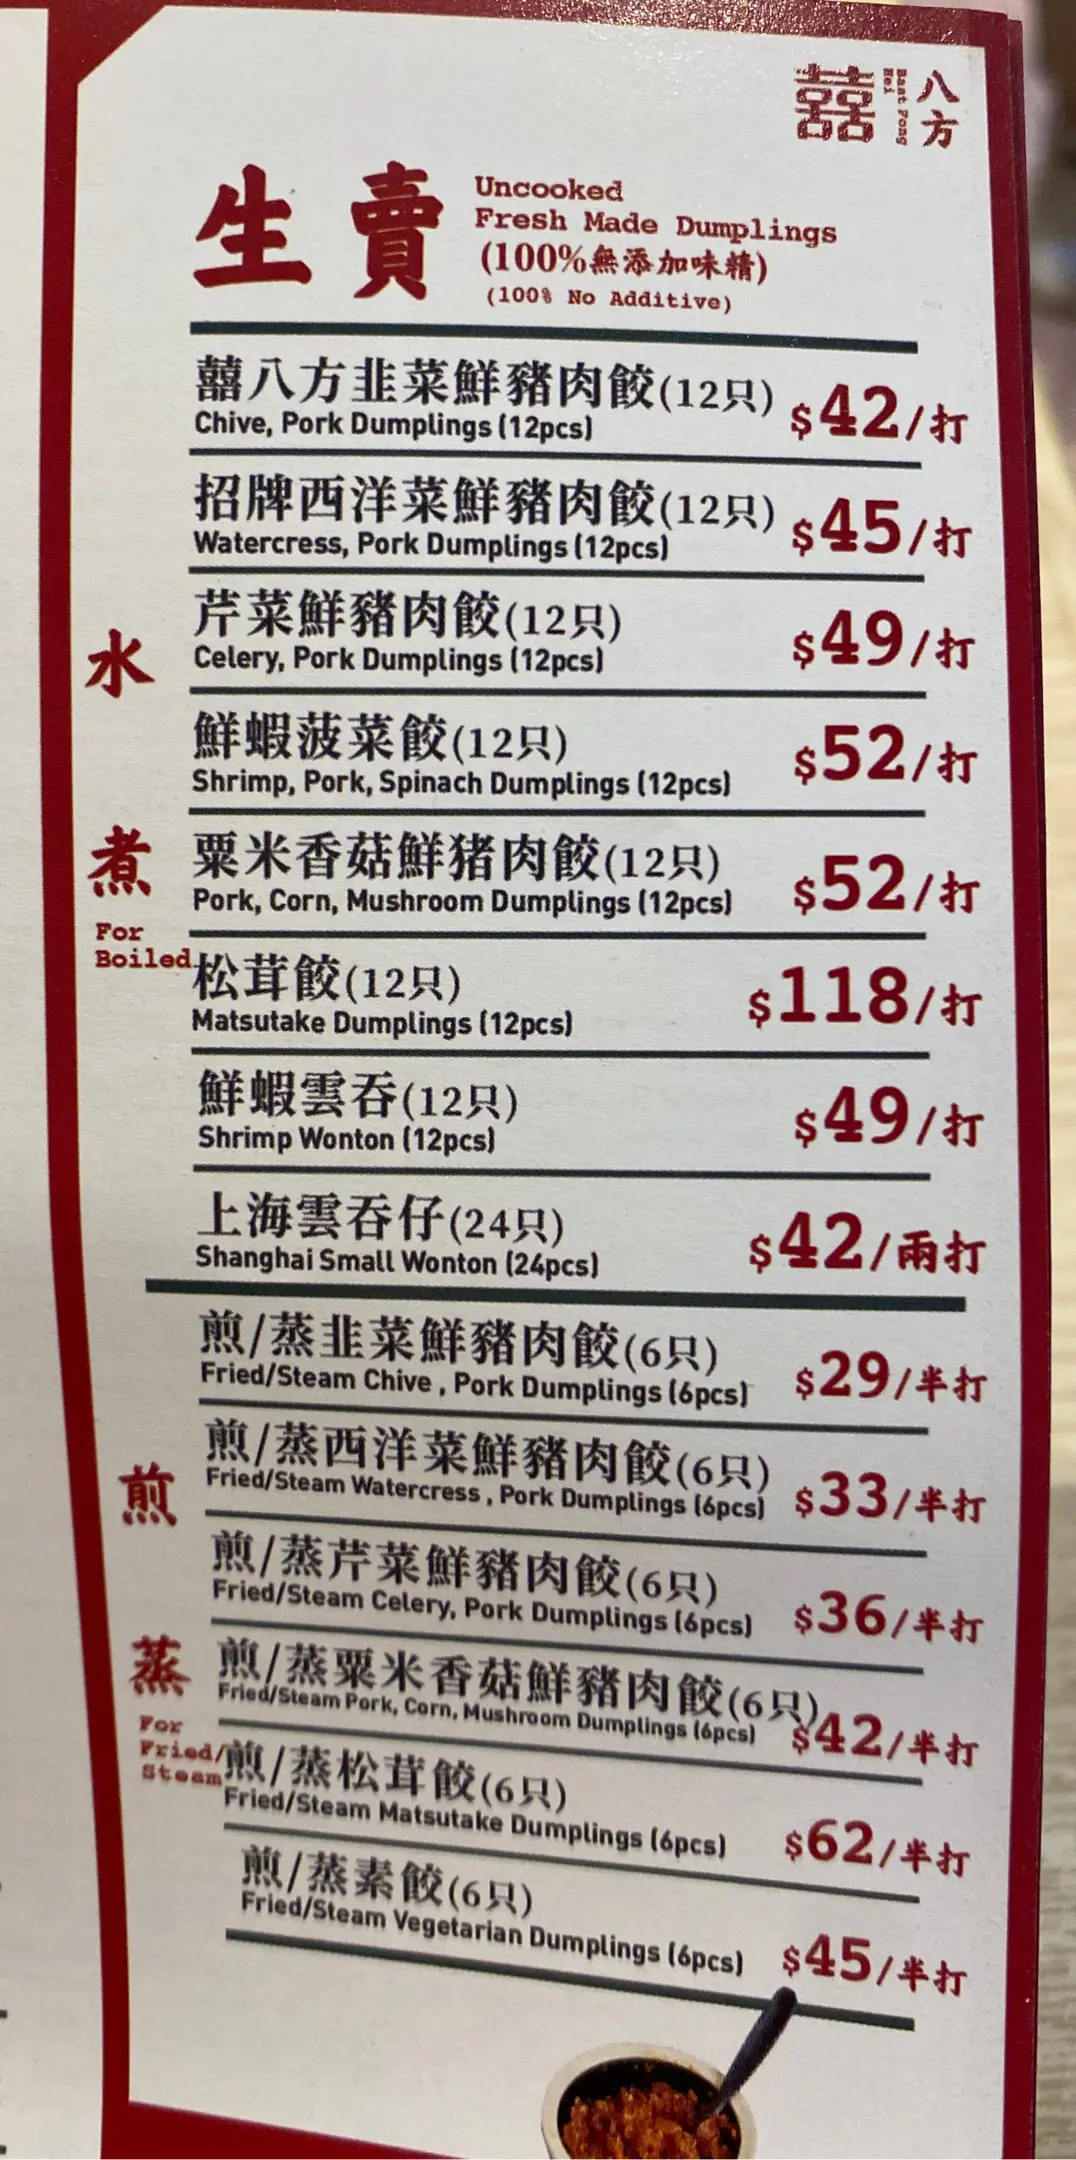 囍
Baat Fong
Hei
八方
生賣
Uncooked
Fresh Made Dumplings
(100%無添加味精)
(100% No Additive)
水煮
For
Boiled
囍八方韭菜鮮豬肉餃(12只) $42/打
Chive, Pork Dumplings (12pcs)
招牌西洋菜鮮豬肉餃(12只) $45/打
Watercress, Pork Dumplings (12pcs)
芹菜鮮豬肉餃(12只) $49/打
Celery, Pork Dumplings (12pcs)
鮮蝦菠菜餃(12只) $52/打
Shrimp, Pork, Spinach Dumplings (12pcs)
粟米香菇鮮猪肉餃(12只) $52/打
Pork, Corn, Mushroom Dumplings (12pcs)
松茸餃(12只) $118/打
Matsutake Dumplings (12pcs)
鮮蝦雲吞(12只) $49/打
Shrimp Wonton (12pcs)
上海雲吞仔(24只) $42/兩打
Shanghai Small Wonton (24pcs)
煎蒸
For
Fried/
Steam
煎/蒸韭菜鮮豬肉餃(6只) $29/半打
Fried/Steam Chive , Pork Dumplings (6pcs)
煎/蒸西洋菜鮮豬肉餃(6只) $33/半打
Fried/Steam Watercress , Pork Dumplings (6pcs)
煎/蒸芹菜鮮豬肉餃(6只) $36/半打
Fried/Steam Celery, Pork Dumplings (6pcs)
煎/蒸粟米香菇鮮豬肉餃(6只) $42/半打
Fried/Steam Pork, Corn, Mushroom Dumplings (6pcs)
煎/蒸松茸餃(6只) $62/半打
Fried/Steam Matsutake Dumplings (6pcs)
煎/蒸素餃(6只) $45/半打
Fried/Steam Vegetarian Dumplings (6pcs)